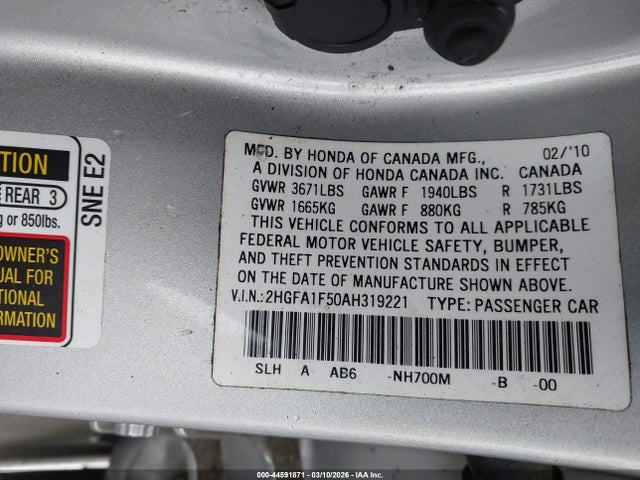 TION
REAR 3
g or 850lbs.
OWNER'S
UAL FOR
TIONAL
FORMATION
SNE E2
MFD. BY HONDA OF CANADA MFG., 02/'10
A DIVISION OF HONDA CANADA INC. CANADA
GVWR 3671LBS GAWR F 1940LBS R 1731LBS
GVWR 1665KG GAWR F 880KG R 785KG
THIS VEHICLE CONFORMS TO ALL APPLICABLE
FEDERAL MOTOR VEHICLE SAFETY, BUMPER,
AND THEFT PREVENTION STANDARDS IN EFFECT
ON THE DATE OF MANUFACTURE SHOWN ABOVE.
V.I.N.:2HGFA1F50AH319221 TYPE: PASSENGER CAR
SLH A AB6 -NH700M -B -00
000-44591871 - 03/10/2026 - IAA Inc.